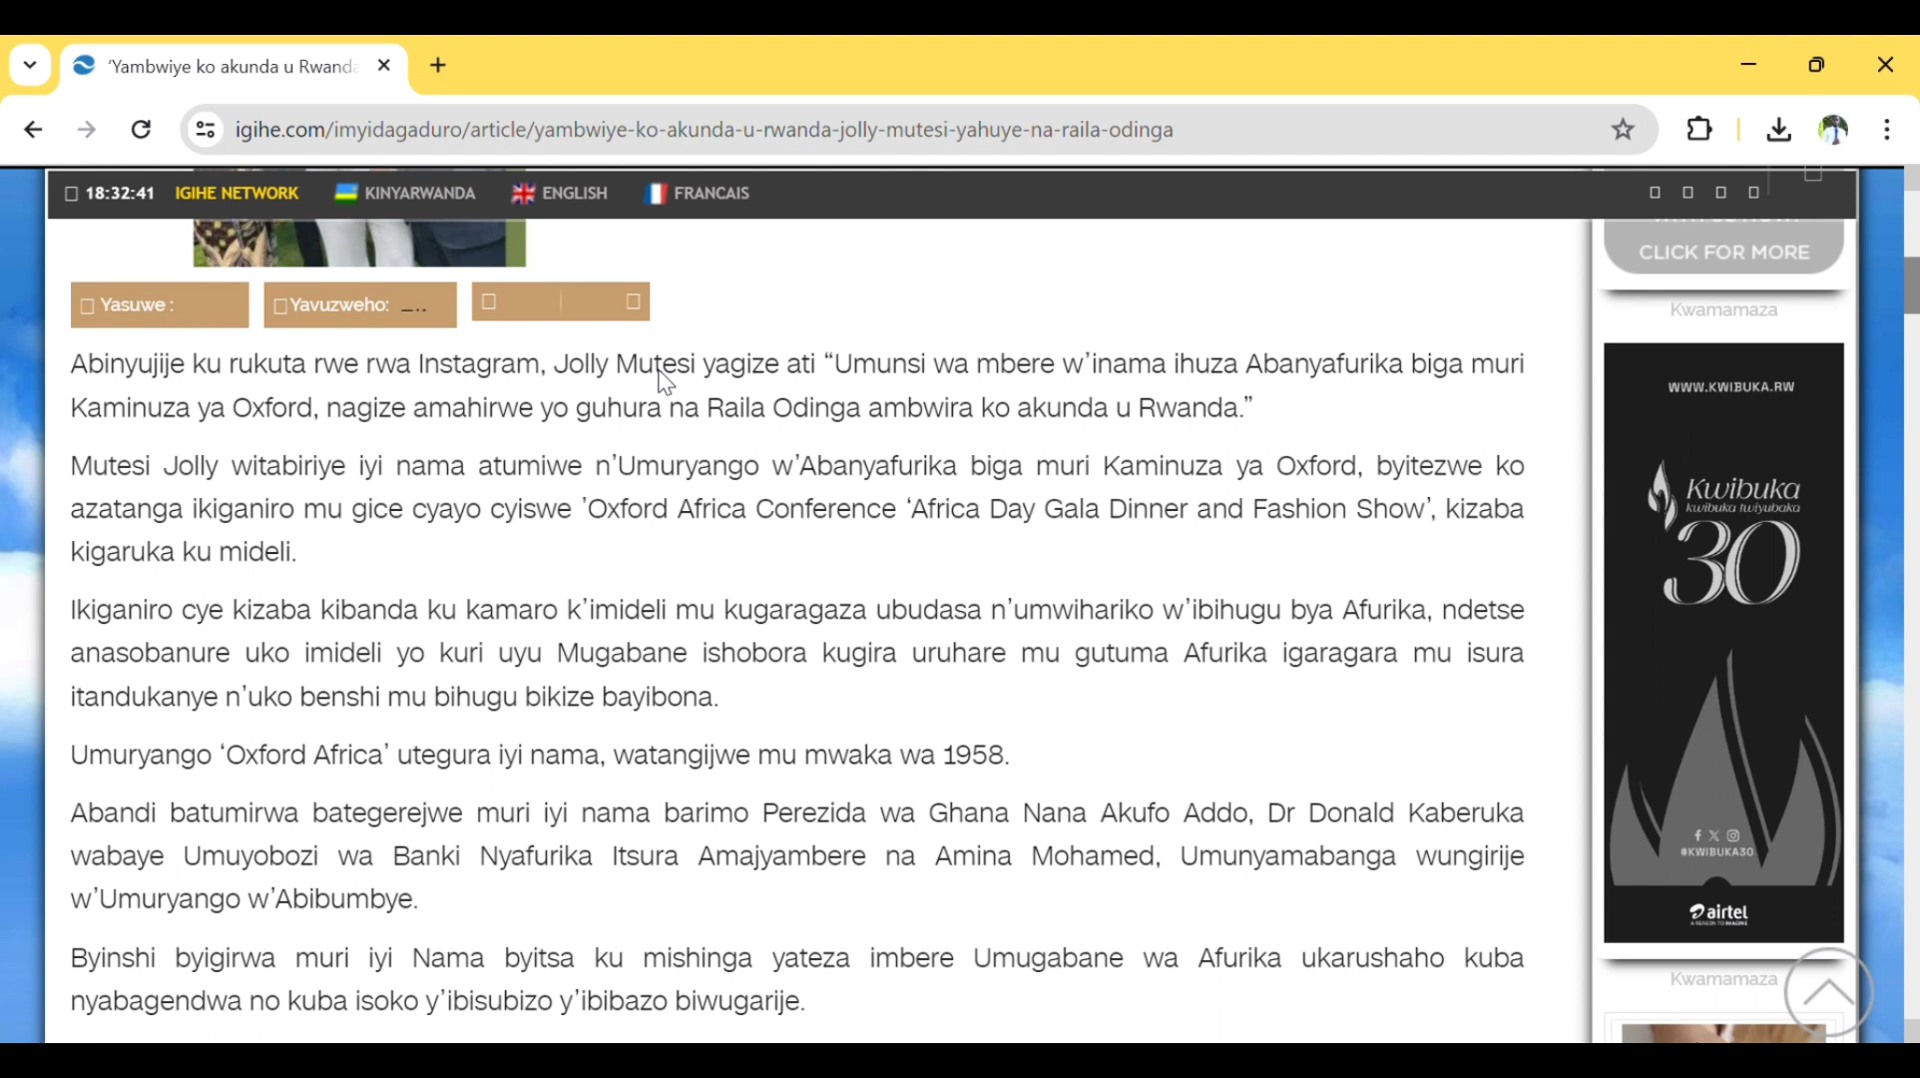 ‘Yambwiye ko akunda u Rwanda
igihe.com/imyidagaduro/article/yambwiye-ko-akunda-u-rwanda-jolly-mutesi-yahuye-na-raila-odinga
18:32:41 IGIHE NETWORK KINYARWANDA ENGLISH FRANCAIS
CLICK FOR MORE
Kwamamaza
Yasuwe : Yavuzweho:
Abinyujije ku rukuta rwe rwa Instagram, Jolly Mutesi yagize ati “Umunsi wa mbere w’inama ihuza Abanyafurika biga muri
Kaminuza ya Oxford, nagize amahirwe yo guhura na Raila Odinga ambwira ko akunda u Rwanda.”
Mutesi Jolly witabiriye iyi nama atumiwe n’Umuryango w’Abanyafurika biga muri Kaminuza ya Oxford, byitezwe ko
azatanga ikiganiro mu gice cyayo cyiswe ’Oxford Africa Conference ‘Africa Day Gala Dinner and Fashion Show’, kizaba
kigaruka ku mideli.
Ikiganiro cye kizaba kibanda ku kamaro k’imideli mu kugaragaza ubudasa n’umwihariko w’ibihugu bya Afurika, ndetse
anasobanure uko imideli yo kuri uyu Mugabane ishobora kugira uruhare mu gutuma Afurika igaragara mu isura
itandukanye n’uko benshi mu bihugu bikize bayibona.
Umuryango ‘Oxford Africa’ utegura iyi nama, watangijwe mu mwaka wa 1958.
Abandi batumirwa bategerejwe muri iyi nama barimo Perezida wa Ghana Nana Akufo Addo, Dr Donald Kaberuka
wabaye Umuyobozi wa Banki Nyafurika Itsura Amajyambere na Amina Mohamed, Umunyamabanga wungirije
w’Umuryango w’Abibumbye.
Byinshi byigirwa muri iyi Nama byitsa ku mishinga yateza imbere Umugabane wa Afurika ukarushaho kuba
nyabagendwa no kuba isoko y’ibisubizo y’ibibazo biwugarije.
WWW.KWIBUKA.RW
Kwibuka
kwibuka twiyubaka
30
#KWIBUKA30
airtel
A REASON TO IMAGINE
Kwamamaza